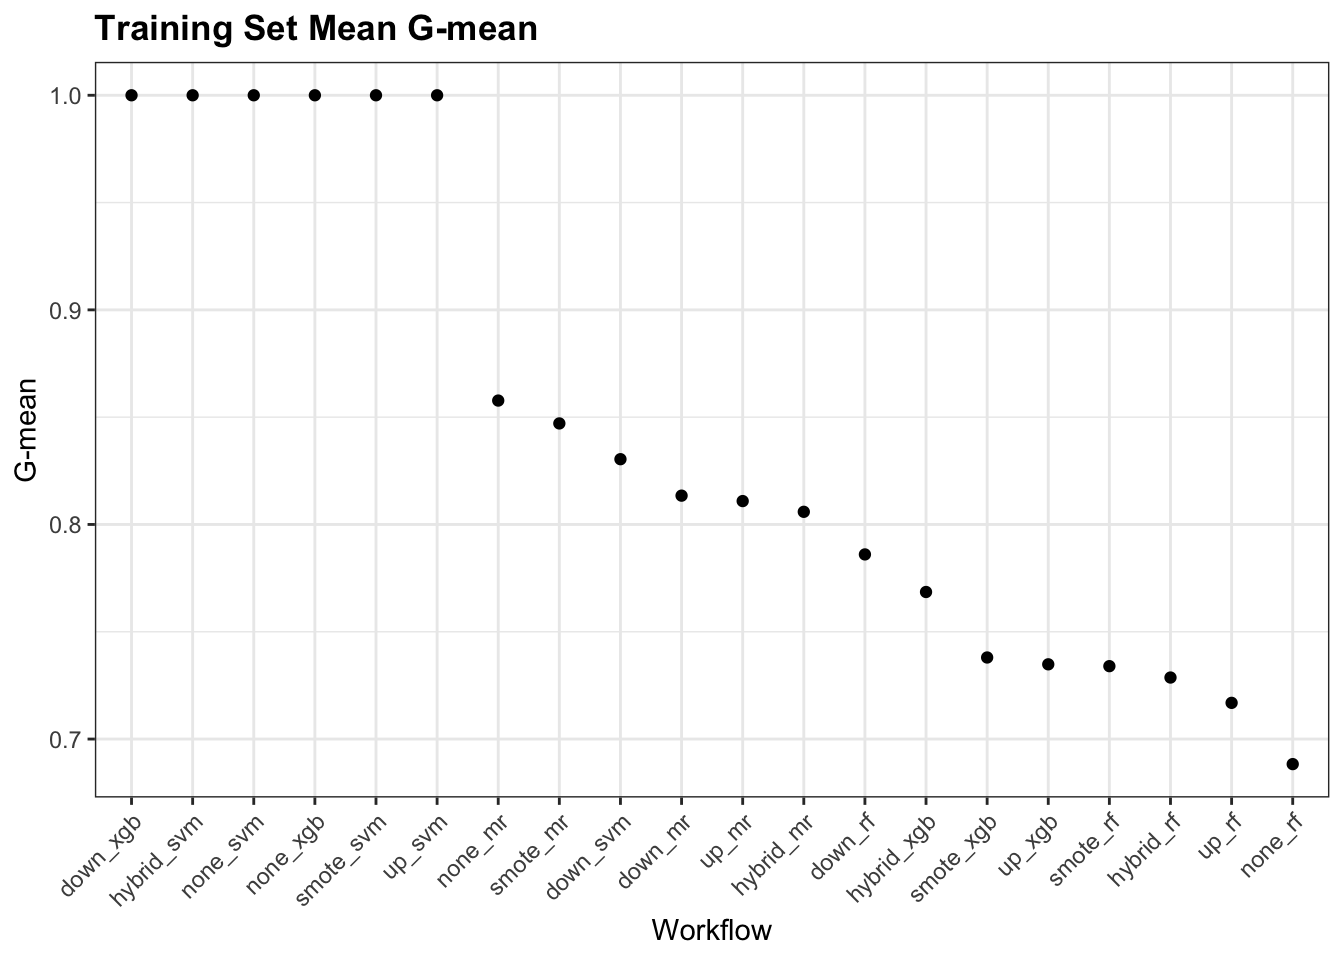 Training Set Mean G-mean
1.0
0.9
0.8
0.7
G-mean
down_xgb
hybrid_svm
none_svm
none_xgb
smote_svm
up_svm
none_mr
smote_mr
down_svm
down_mr
up_mr
hybrid_mr
down_rf
hybrid_xgb
smote_xgb
up_xgb
smote_rf
hybrid_rf
up_rf
none_rf
Workflow